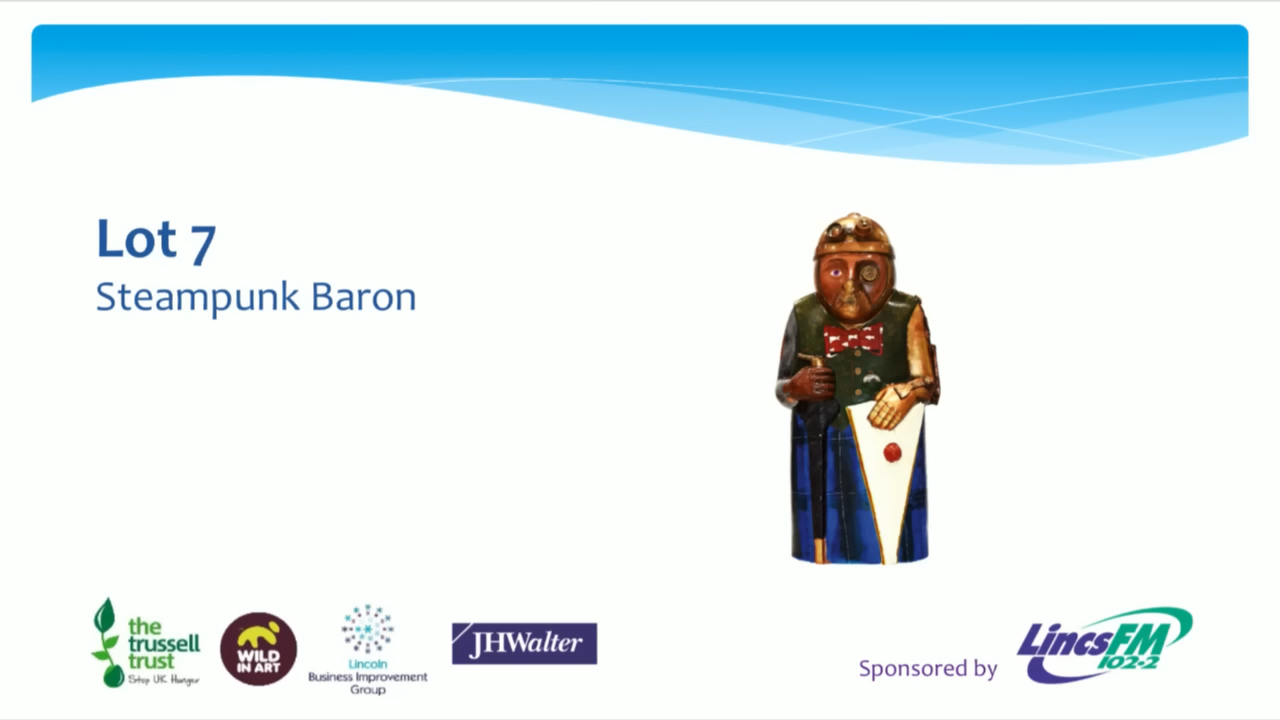 Lot 7
Steampunk Baron
the
trussell
trust
Stop UK Hunger
WILD
IN ART
Lincoln
Business Improvement
Group
JHWalter
Sponsored by
LincsFM
102·2